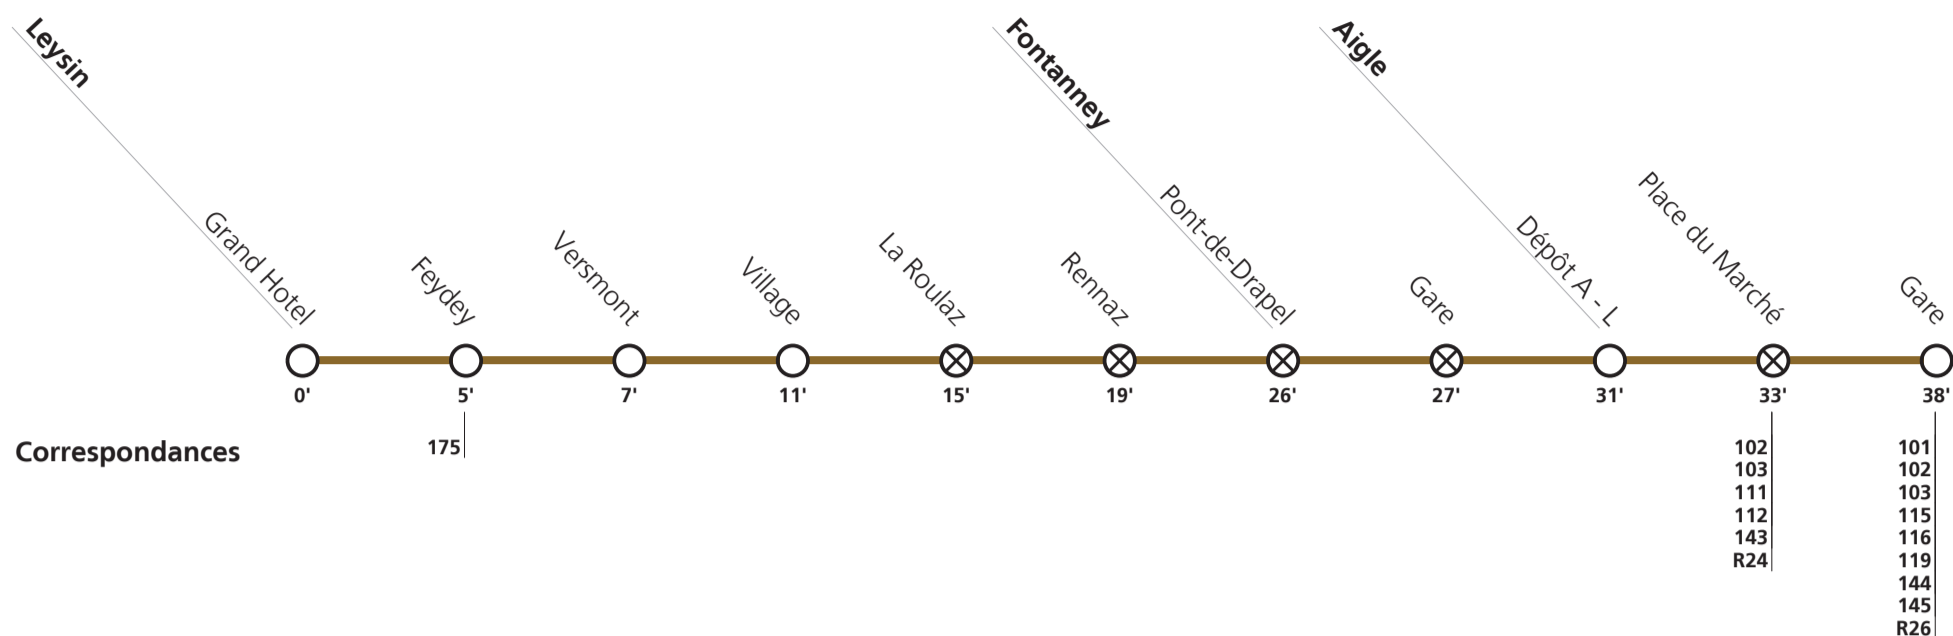 Leysin
Fontanney
Aigle
Grand Hotel
Feydey
Versmont
Village
La Roulaz
Rennaz
Pont-de-Drapel
Gare
Dépôt A - L
Place du Marché
Gare
0' 5' 7' 11' 15' 19' 26' 27' 31' 33' 38'
Correspondances
175
102
103
111
112
143
R24
101
102
103
115
116
119
144
145
R26